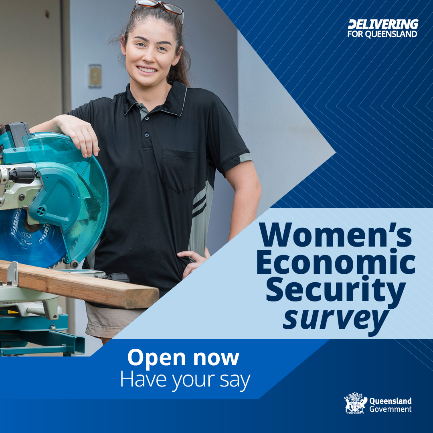 DELIVERING
FOR QUEENSLAND
Women's
Economic
Security
survey
Open now
Have your say
Queensland
Government